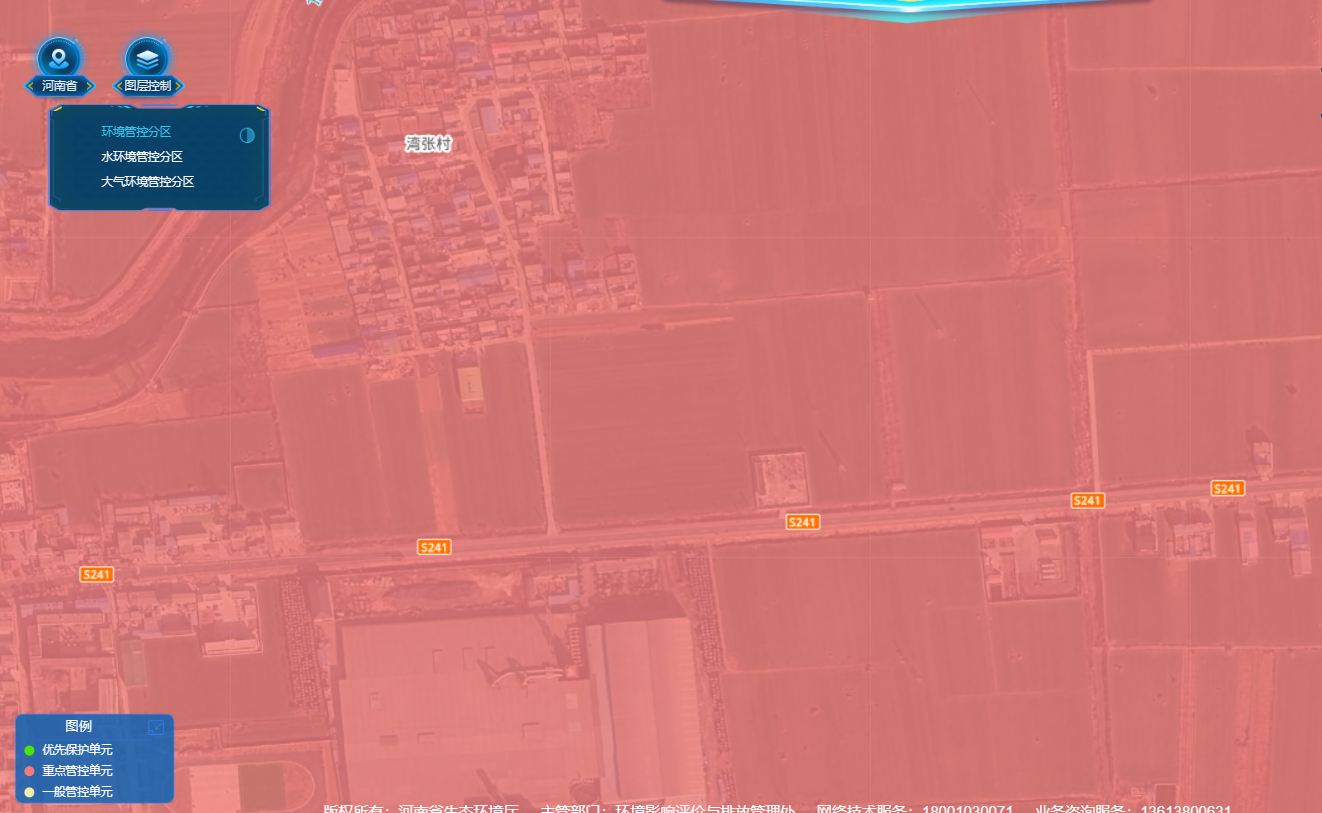 河南省
图层控制
环境管控分区
水环境管控分区
大气环境管控分区
湾张村
S241
S241
S241
S241
S241
图例
优先保护单元
重点管控单元
一般管控单元
版权所有：河南省生态环境厅 主管部门：环境影响评价与排放管理处 网络技术服务：18001030071 业务咨询服务：13613800631